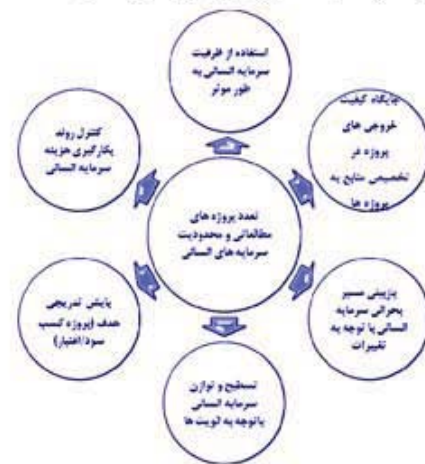 استفاده از ظرفیت
سرمایه انسانی به
طور موثر
جایگاه کیفیت
خروجی های
پروژه در
تخصیص منابع به
پروژه ها
کنترل روند
بکارگیری هزینه
سرمایه انسانی
تعدد پروژه های
مطالعاتی و محدودیت
سرمایه های انسانی
بازبینی مسیر
بحرانی سرمایه
انسانی با توجه به
تغییرات
پایش تدریجی
هدف (پروژه کسب
سود/اعتبار)
تسطیح و توازن
سرمایه انسانی
باتوجه به الویت ها